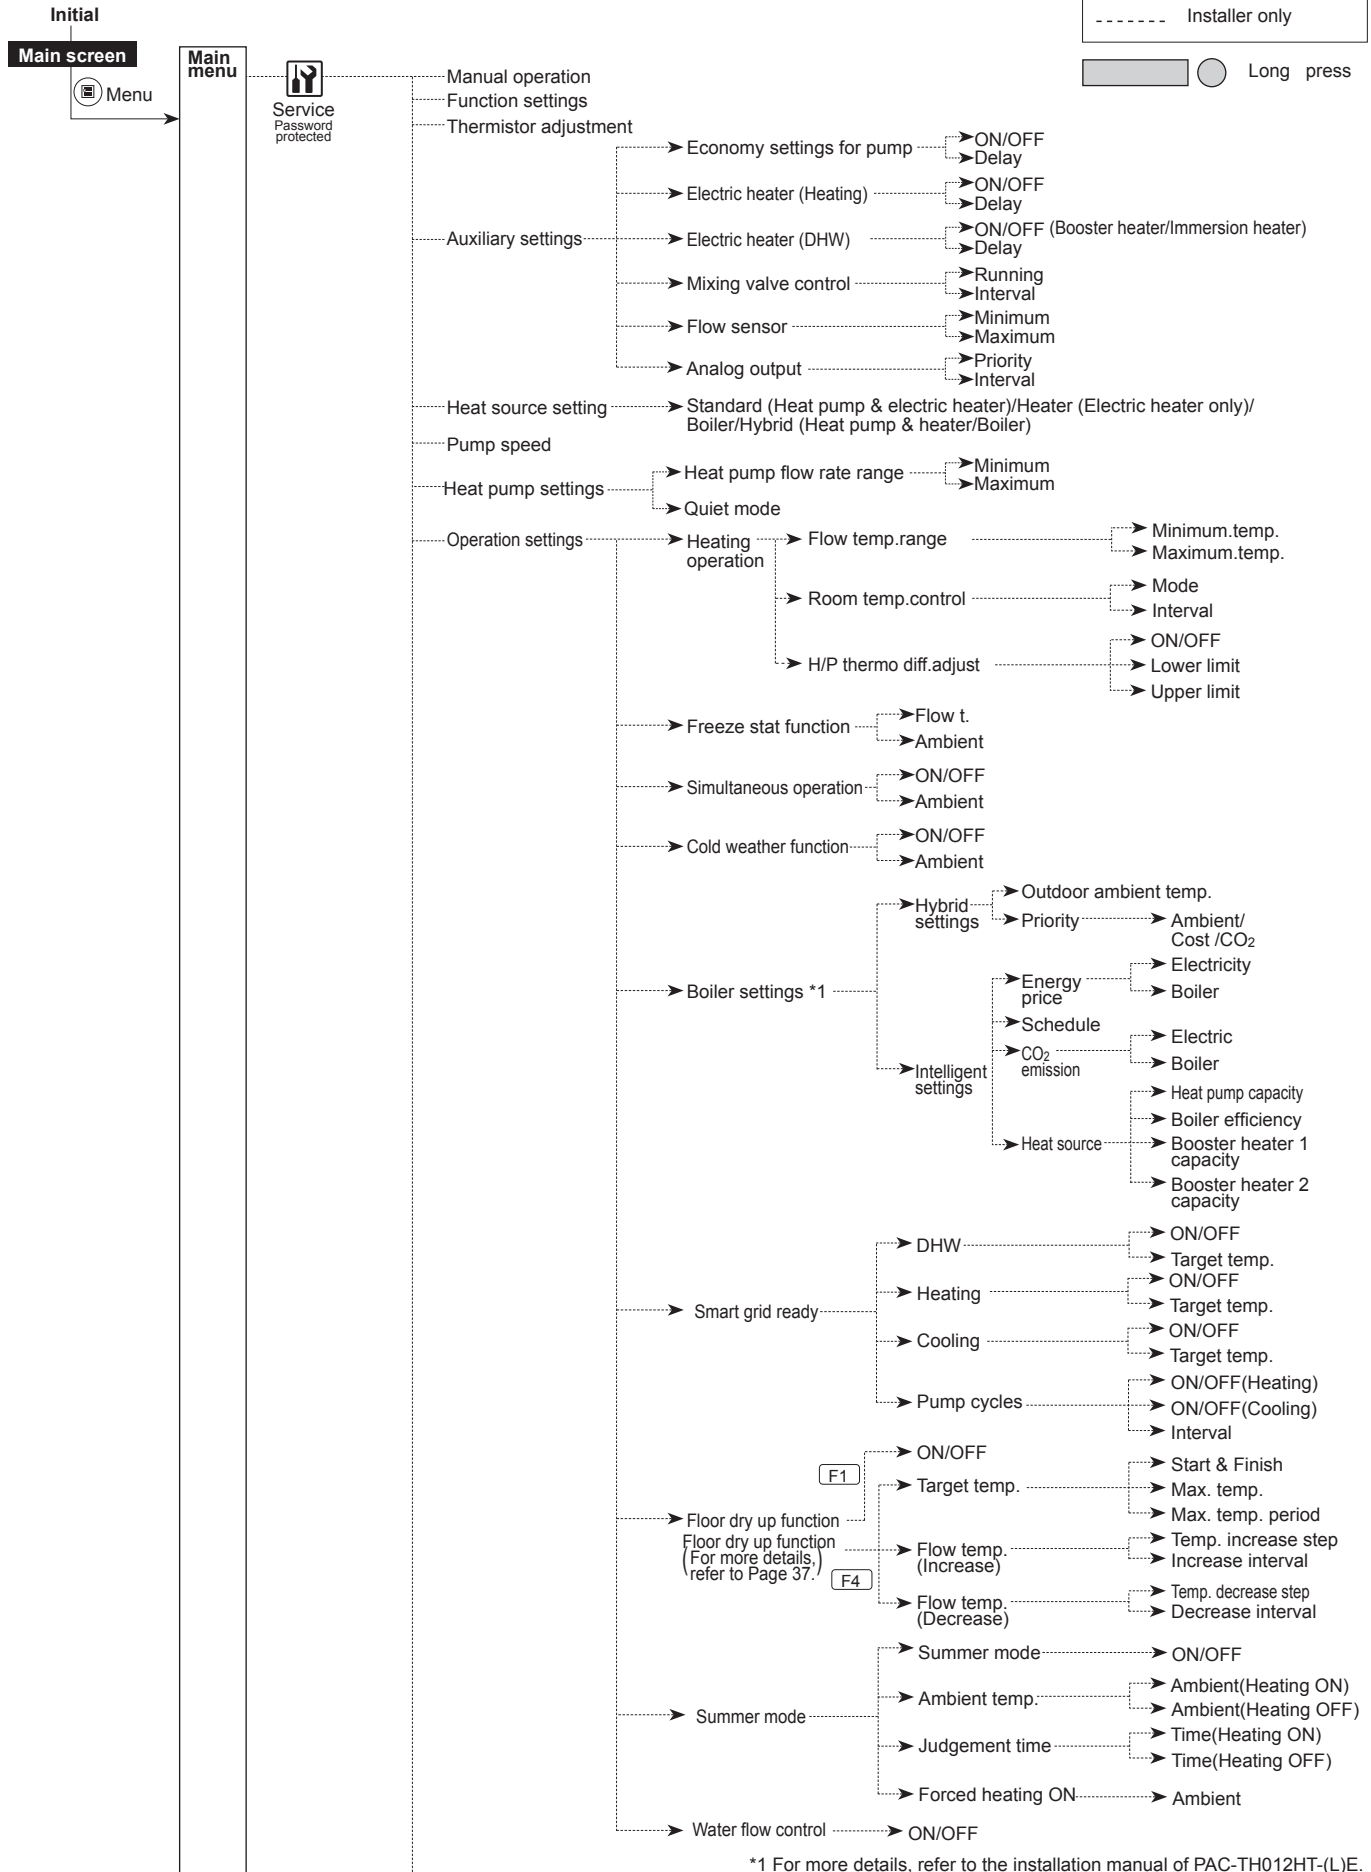 Initial
Main screen
Menu
Main
menu
Service
Password
protected
Installer only
Long press
Manual operation
Function settings
Thermistor adjustment
Auxiliary settings
Economy settings for pump
ON/OFF
Delay
Electric heater (Heating)
ON/OFF
Delay
Electric heater (DHW)
ON/OFF (Booster heater/Immersion heater)
Delay
Mixing valve control
Running
Interval
Flow sensor
Minimum
Maximum
Analog output
Priority
Interval
Heat source setting
Standard (Heat pump & electric heater)/Heater (Electric heater only)/
Boiler/Hybrid (Heat pump & heater/Boiler)
Pump speed
Heat pump settings
Heat pump flow rate range
Minimum
Maximum
Quiet mode
Operation settings
Heating
operation
Flow temp.range
Minimum.temp.
Maximum.temp.
Room temp.control
Mode
Interval
H/P thermo diff.adjust
ON/OFF
Lower limit
Upper limit
Freeze stat function
Flow t.
Ambient
Simultaneous operation
ON/OFF
Ambient
Cold weather function
ON/OFF
Ambient
Boiler settings *1
Hybrid
settings
Outdoor ambient temp.
Priority
Ambient/
Cost /CO2
Intelligent
settings
Energy
price
Electricity
Boiler
Schedule
CO2
emission
Electric
Boiler
Heat source
Heat pump capacity
Boiler efficiency
Booster heater 1
capacity
Booster heater 2
capacity
Smart grid ready
DHW
ON/OFF
Target temp.
Heating
ON/OFF
Target temp.
Cooling
ON/OFF
Target temp.
Pump cycles
ON/OFF(Heating)
ON/OFF(Cooling)
Interval
Floor dry up function
F1
ON/OFF
Floor dry up function
(For more details,
refer to Page 37.)
F4
Target temp.
Start & Finish
Max. temp.
Max. temp. period
Flow temp.
(Increase)
Temp. increase step
Increase interval
Flow temp.
(Decrease)
Temp. decrease step
Decrease interval
Summer mode
Summer mode
ON/OFF
Ambient temp.
Ambient(Heating ON)
Ambient(Heating OFF)
Judgement time
Time(Heating ON)
Time(Heating OFF)
Forced heating ON
Ambient
Water flow control
ON/OFF
*1 For more details, refer to the installation manual of PAC-TH012HT-(L)E.